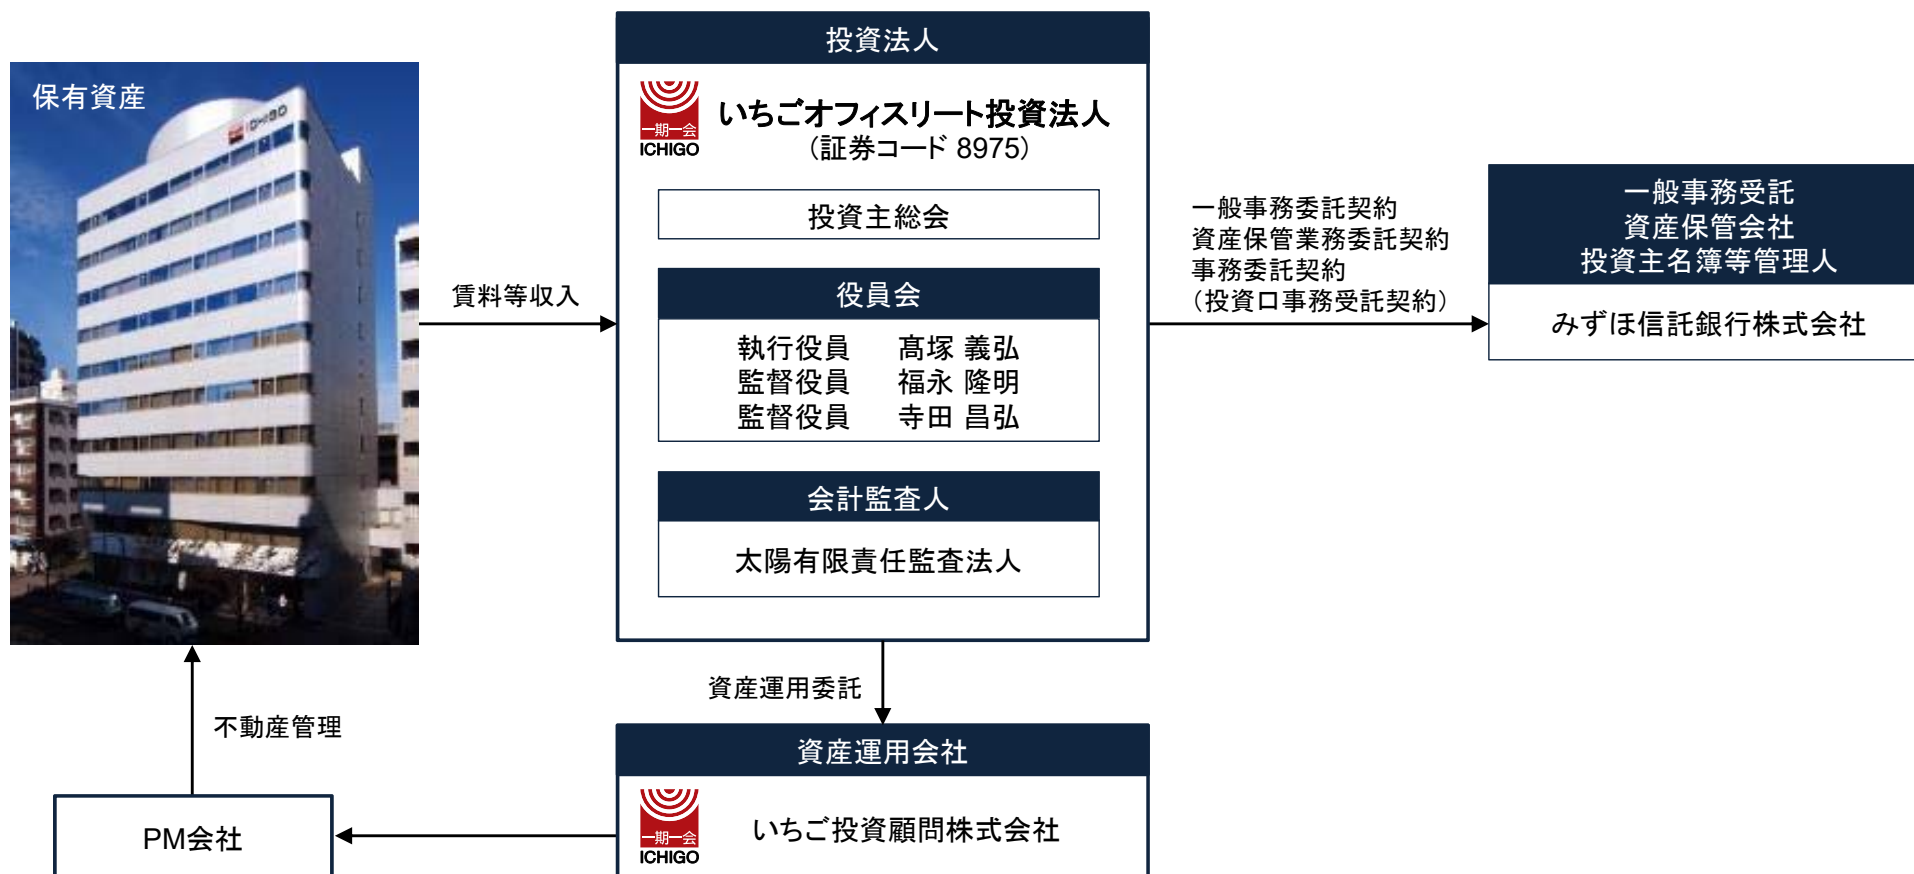 投資法人
保有資産
ICHIGO
一期一会
ICHIGO
いちごオフィスリート投資法人
(証券コード 8975)
投資主総会
役員会
執行役員 髙塚 義弘
監督役員 福永 隆明
監督役員 寺田 昌弘
会計監査人
太陽有限責任監査法人
賃料等収入
一般事務委託契約
資産保管業務委託契約
事務委託契約
(投資口事務受託契約)
一般事務受託
資産保管会社
投資主名簿等管理人
みずほ信託銀行株式会社
資産運用委託
資産運用会社
一期一会
ICHIGO
いちご投資顧問株式会社
不動産管理
PM会社